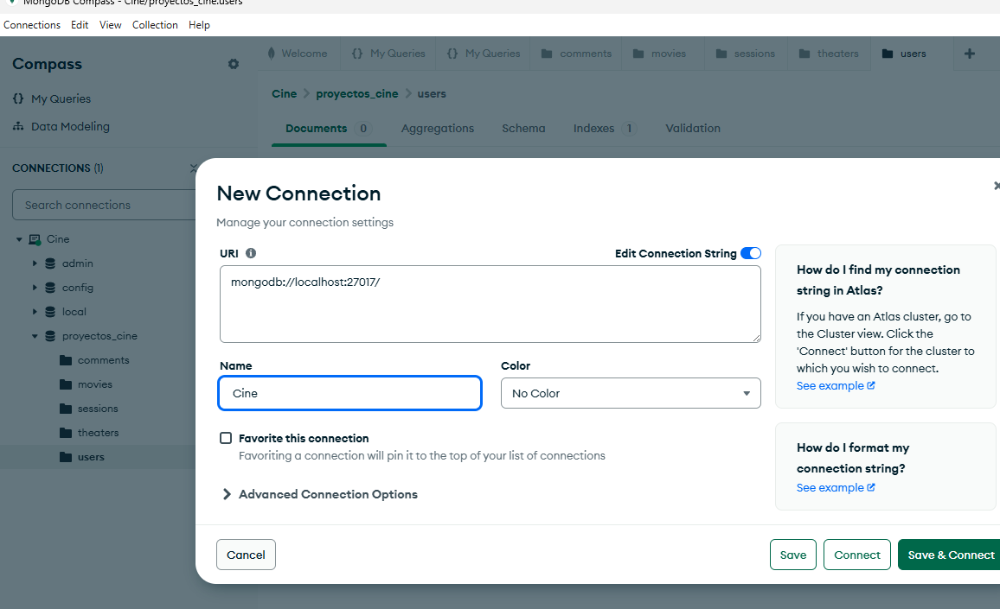 MongoDB Compass - Cine/proyectos_cine.users
Connections Edit View Collection Help
Compass
My Queries
Data Modeling
CONNECTIONS (1)
Search connections
Cine
admin
config
local
proyectos_cine
comments
movies
sessions
theaters
users
Welcome My Queries My Queries comments movies sessions theaters users
Cine proyectos_cine users
Documents 0 Aggregations Schema Indexes 1 Validation
New Connection
Manage your connection settings
URI Edit Connection String
mongodb://localhost:27017/
Name Color
Cine No Color
Favorite this connection
Favoriting a connection will pin it to the top of your list of connections
Advanced Connection Options
How do I find my connection
string in Atlas?
If you have an Atlas cluster, go to
the Cluster view. Click the
'Connect' button for the cluster to
which you wish to connect.
See example
How do I format my
connection string?
See example
Cancel Save Connect Save & Connect